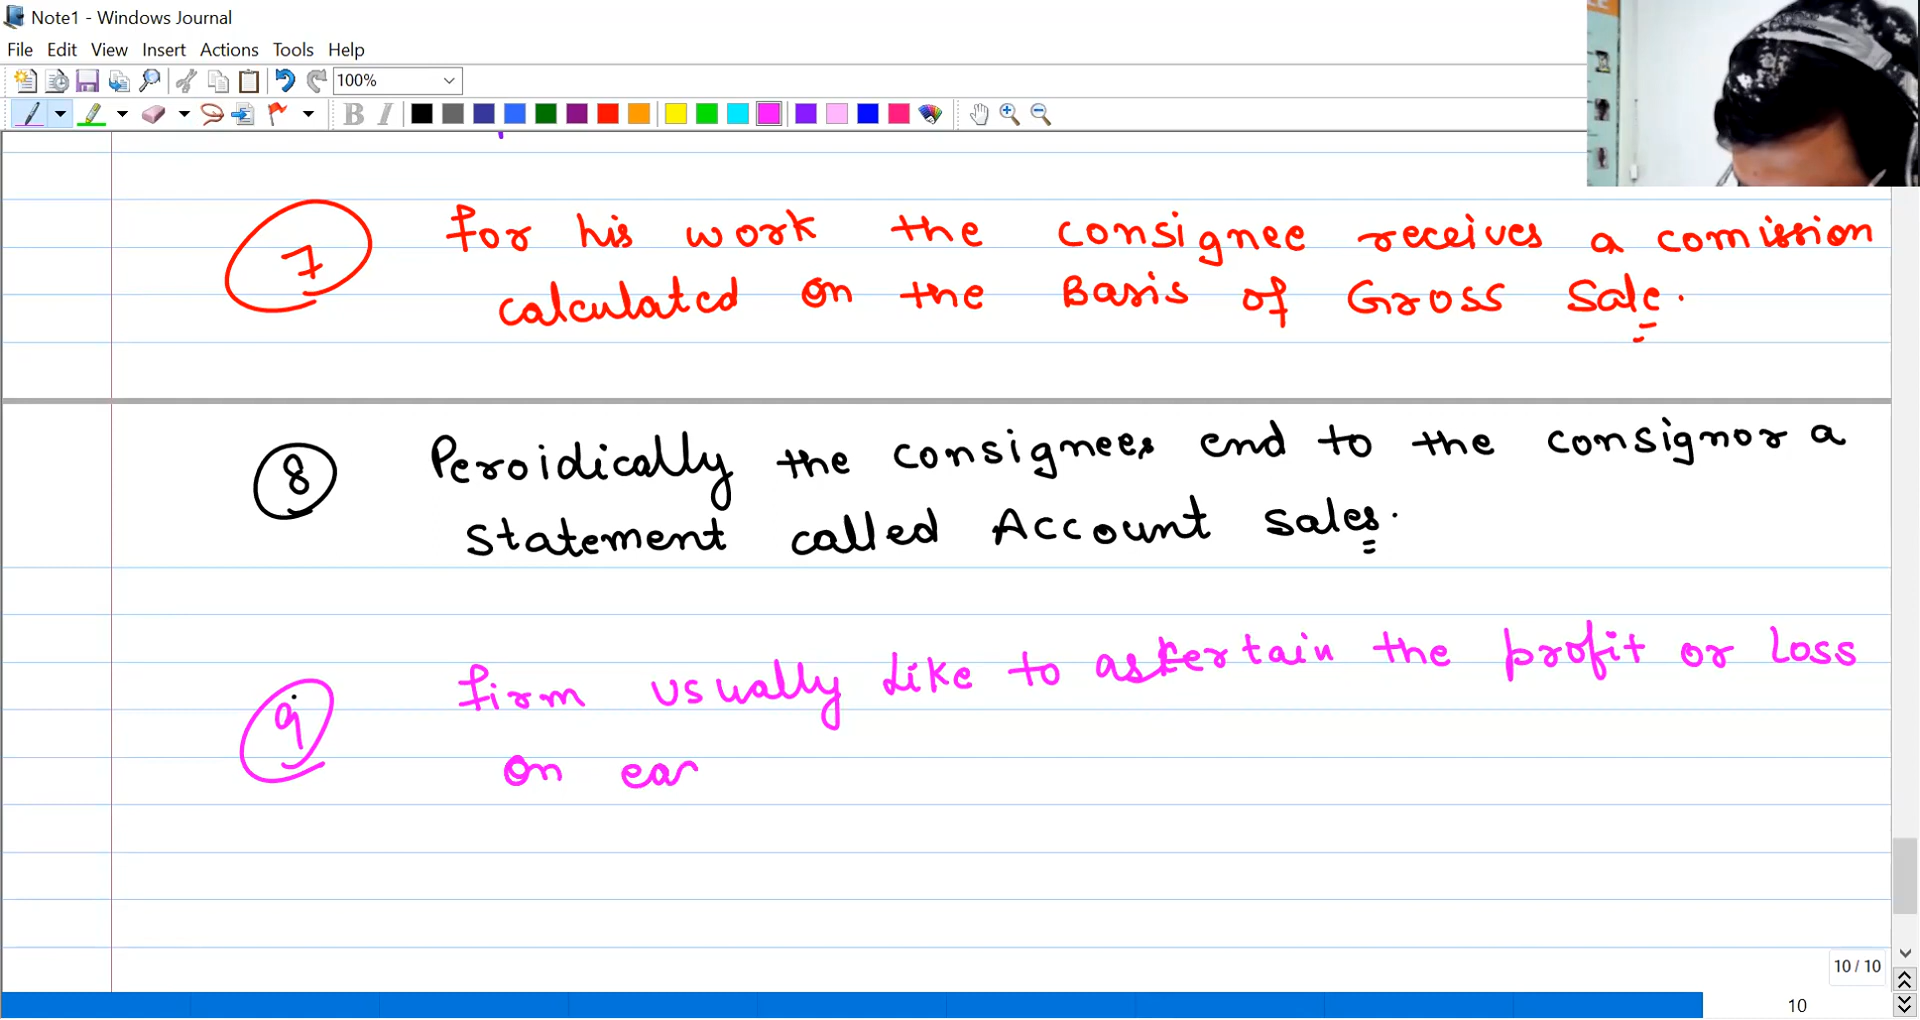 Note1 - Windows Journal
File Edit View Insert Actions Tools Help
100%
B I
7 for his work the consignee receives a comission
calculated on the Basis of Gross Sale.
8 Peroidically the consignees end to the consignor a
statement called Account sales.
9 firm usually like to ascertain the profit or loss
on ear
10 / 10
10